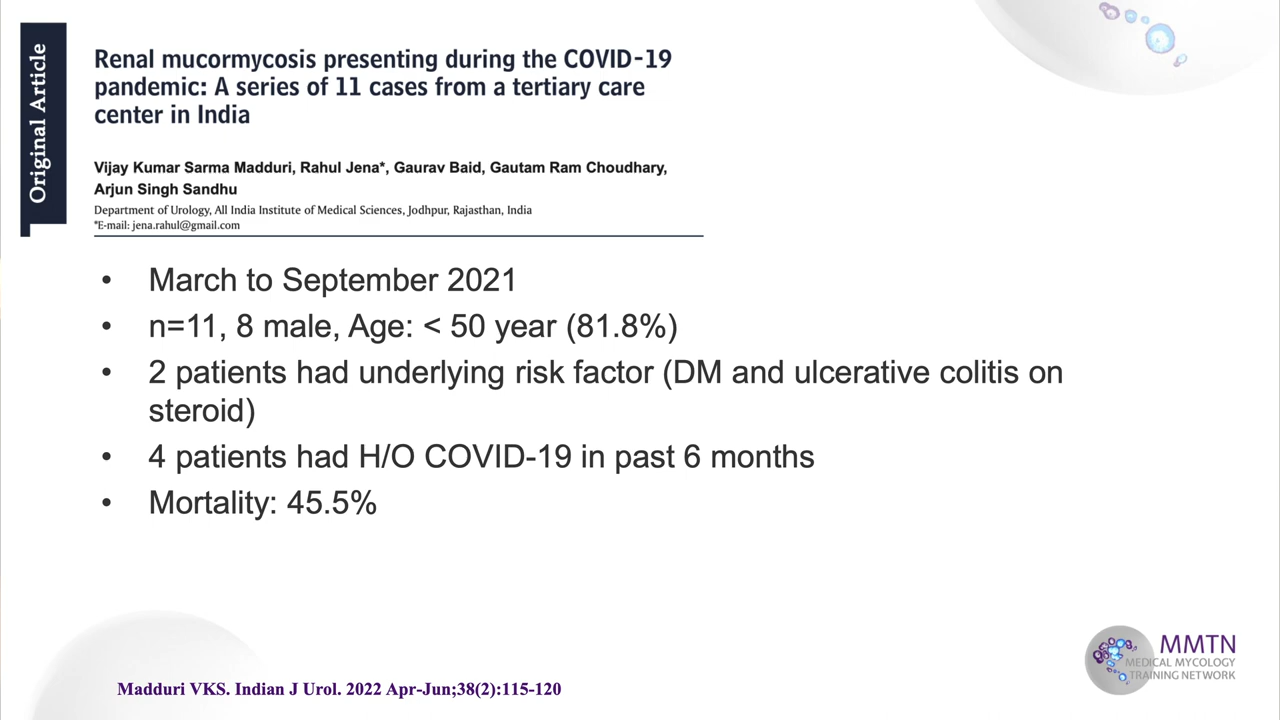 Original Article
Renal mucormycosis presenting during the COVID-19
pandemic: A series of 11 cases from a tertiary care
center in India
Vijay Kumar Sarma Madduri, Rahul Jena*, Gaurav Baid, Gautam Ram Choudhary,
Arjun Singh Sandhu
Department of Urology, All India Institute of Medical Sciences, Jodhpur, Rajasthan, India
*E-mail: jena.rahul@gmail.com
• March to September 2021
• n=11, 8 male, Age: < 50 year (81.8%)
• 2 patients had underlying risk factor (DM and ulcerative colitis on
steroid)
• 4 patients had H/O COVID-19 in past 6 months
• Mortality: 45.5%
MMTN
MEDICAL MYCOLOGY
TRAINING NETWORK
Madduri VKS. Indian J Urol. 2022 Apr-Jun;38(2):115-120